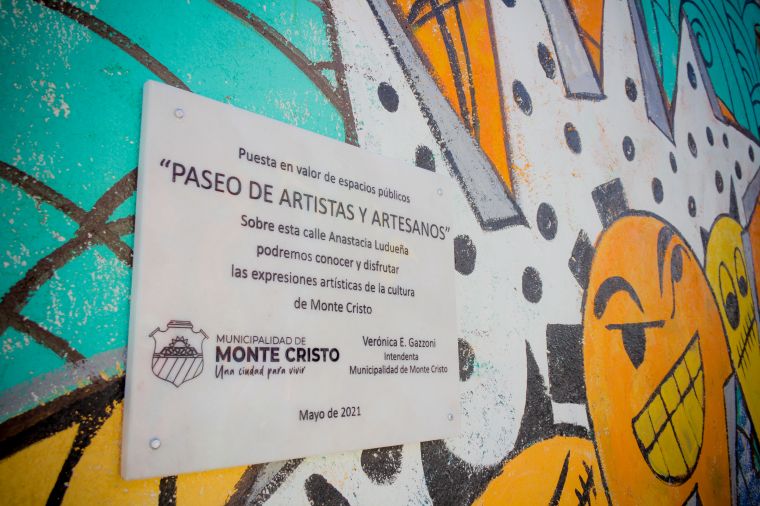 Puesta en valor de espacios públicos
“PASEO DE ARTISTAS Y ARTESANOS”
Sobre esta calle Anastacia Ludueña
podremos conocer y disfrutar
las expresiones artísticas de la cultura
de Monte Cristo
MUNICIPALIDAD DE
MONTE CRISTO
Una ciudad para vivir
Verónica E. Gazzoni
Intendenta
Municipalidad de Monte Cristo
Mayo de 2021